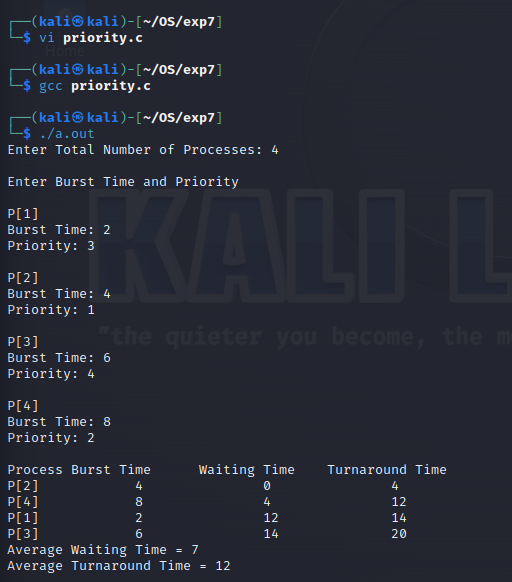 ┌──(kali㉿kali)-[~/OS/exp7]
└─$ vi priority.c
┌──(kali㉿kali)-[~/OS/exp7]
└─$ gcc priority.c
┌──(kali㉿kali)-[~/OS/exp7]
└─$ ./a.out
Enter Total Number of Processes: 4
Enter Burst Time and Priority
P[1]
Burst Time: 2
Priority: 3
P[2]
Burst Time: 4
Priority: 1
P[3]
Burst Time: 6
Priority: 4
P[4]
Burst Time: 8
Priority: 2
Process Burst Time      Waiting Time    Turnaround Time
P[2]            4               0               4
P[4]            8               4               12
P[1]            2               12              14
P[3]            6               14              20
Average Waiting Time = 7
Average Turnaround Time = 12
Home
KALI L
"the quieter you become, the m